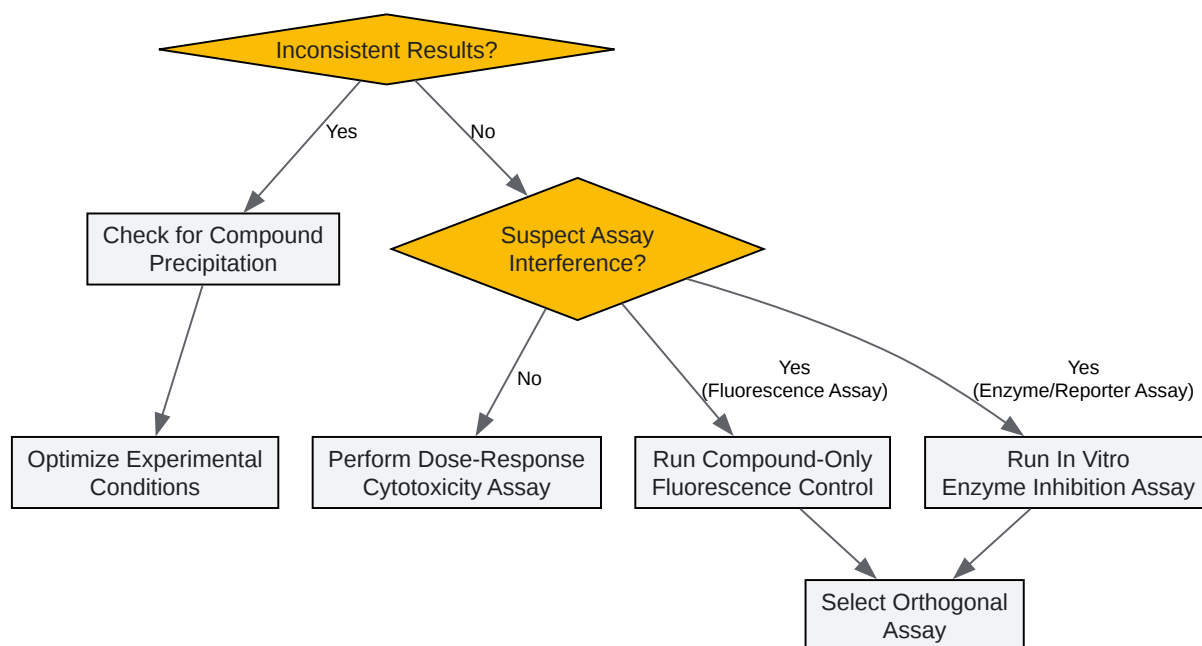 Inconsistent Results?
Yes
No
Check for Compound
Precipitation
Suspect Assay
Interference?
No
Yes
(Fluorescence Assay)
Yes
(Enzyme/Reporter Assay)
Optimize Experimental
Conditions
Perform Dose-Response
Cytotoxicity Assay
Run Compound-Only
Fluorescence Control
Run In Vitro
Enzyme Inhibition Assay
Select Orthogonal
Assay